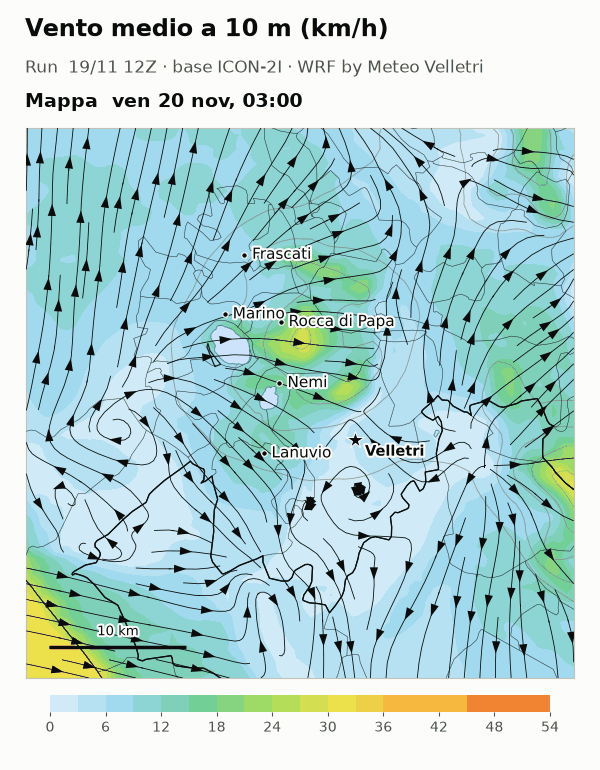 Vento medio a 10 m (km/h)
Run  19/11 12Z · base ICON-2I · WRF by Meteo Velletri
Mappa  ven 20 nov, 03:00
Frascati
Marino
Rocca di Papa
Nemi
Velletri
Lanuvio
10 km
0 6 12 18 24 30 36 42 48 54